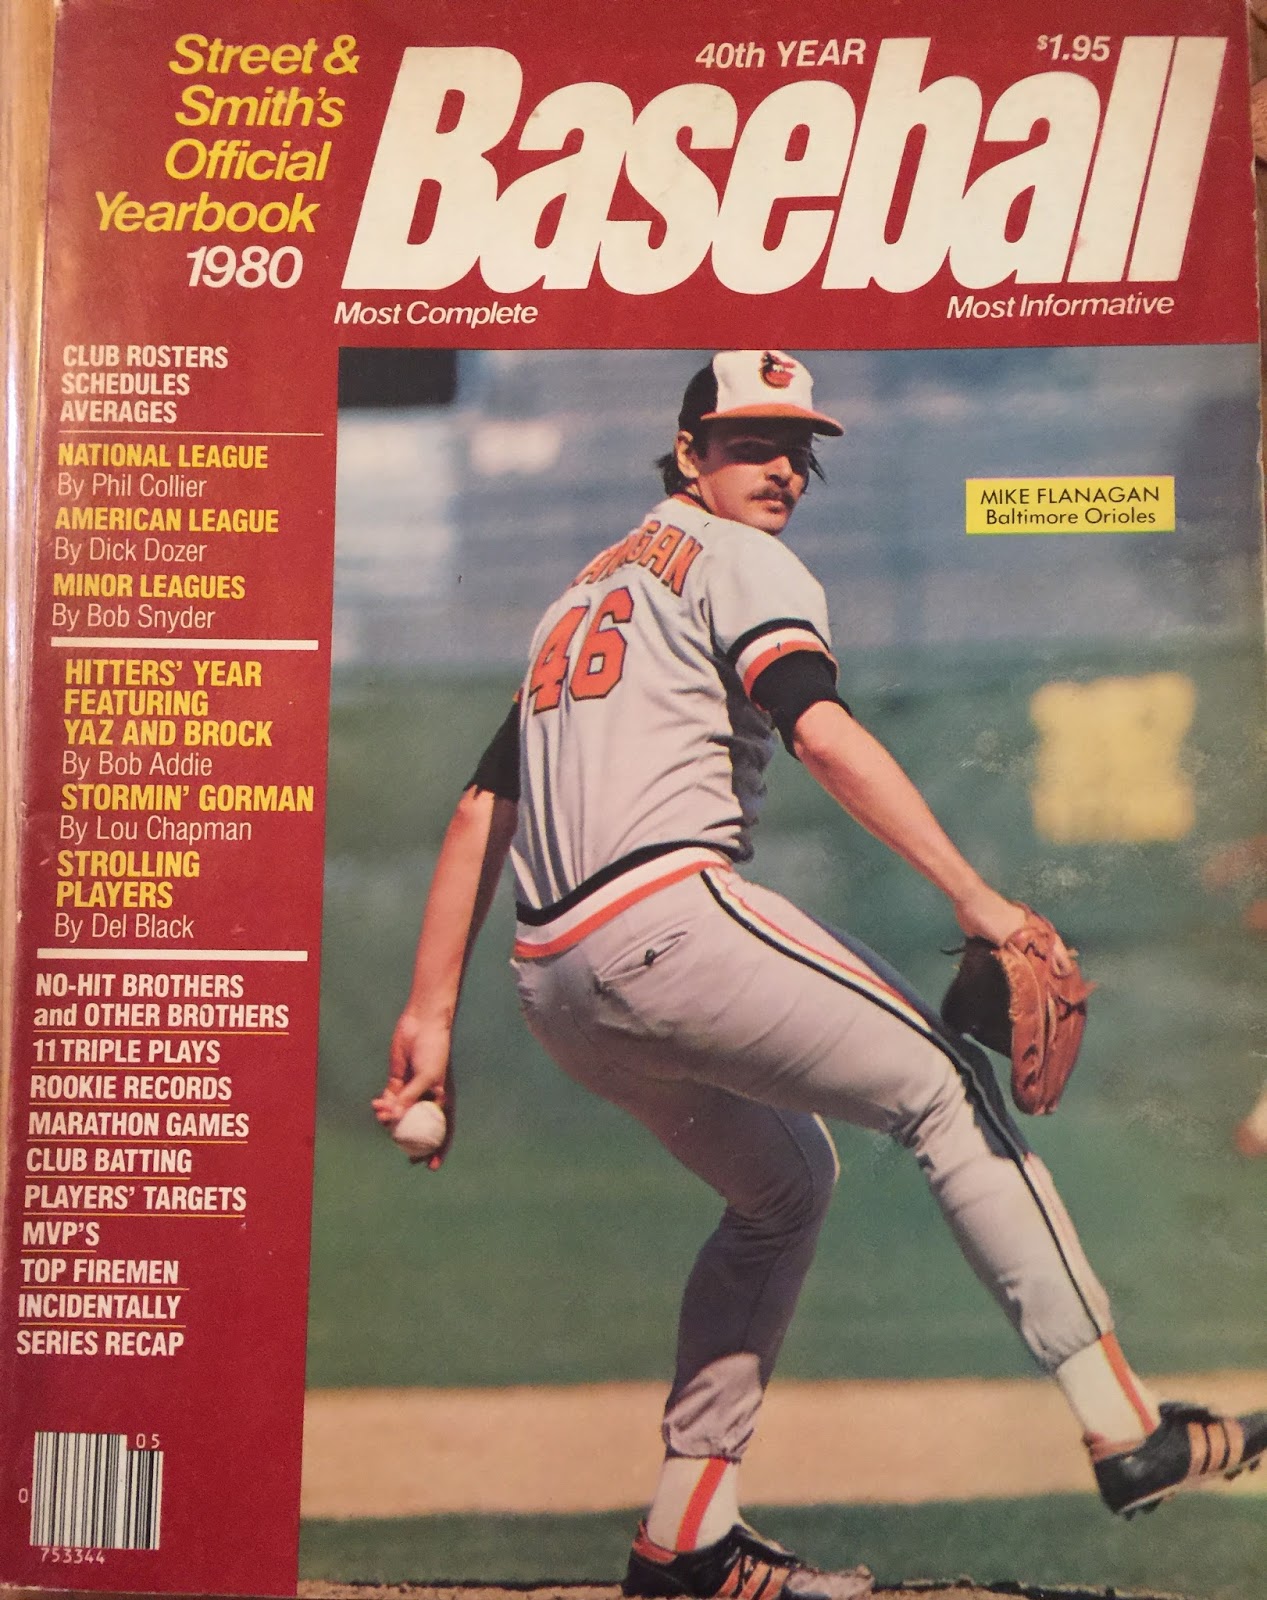 Street &
Smith's
Official
Yearbook
1980
40th YEAR
$1.95
Baseball
Most Complete
Most Informative
CLUB ROSTERS
SCHEDULES
AVERAGES
NATIONAL LEAGUE
By Phil Collier
AMERICAN LEAGUE
By Dick Dozer
MINOR LEAGUES
By Bob Snyder
HITTERS' YEAR
FEATURING
YAZ AND BROCK
By Bob Addie
STORMIN' GORMAN
By Lou Chapman
STROLLING
PLAYERS
By Del Black
NO-HIT BROTHERS
and OTHER BROTHERS
11 TRIPLE PLAYS
ROOKIE RECORDS
MARATHON GAMES
CLUB BATTING
PLAYERS' TARGETS
MVP'S
TOP FIREMEN
INCIDENTALLY
SERIES RECAP
MIKE FLANAGAN
Baltimore Orioles
46
05
0
753344